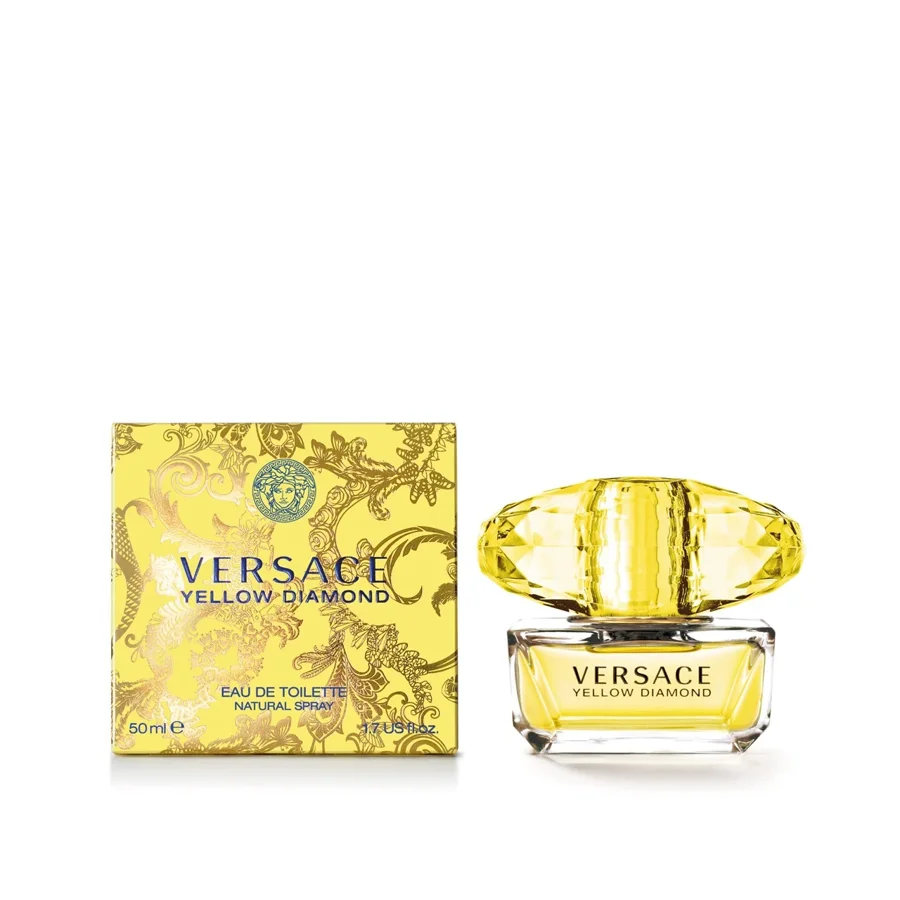 VERSACE
YELLOW DIAMOND
EAU DE TOILETTE
NATURAL SPRAY
50 ml ℮
1.7 US fl.oz.
VERSACE
YELLOW DIAMOND